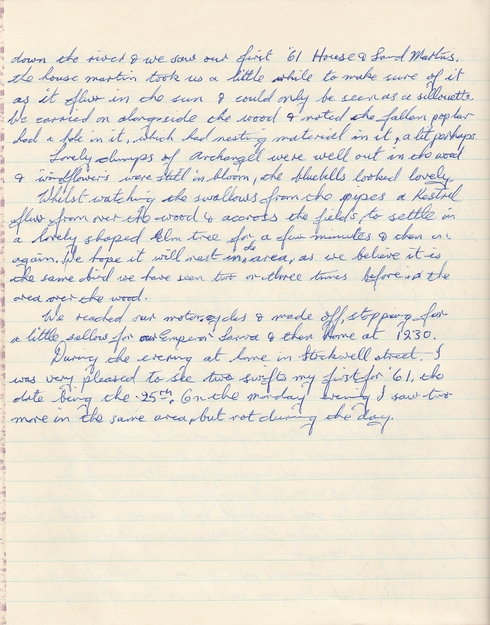 down the river & we saw our first '61 House & Sand Martins,
the house martin took us a little while to make sure of it
as it flew in the sun & could only be seen as a sillouette.
We carried on alongside the wood & noted the fallen poplar
had a hole in it, which had nesting material in it, a tit perhaps.
Lovely clumps of Archangel were well out in the wood
& windflowers were still in bloom, the bluebells looked lovely.
Whilst watching the swallows from the pipes a Kestrel
flew from over the wood & accorss the fields, to settle in
a lovely shaped Elm tree for a few minutes & then on
again. We hope it will nest in the area, as we believe it is
the same bird we have seen two or three times before in the
area over the wood.
We reached our motorcycles & made off, stopping for
a little sallow for our Emperor Larva & then home at 1930.
During the evening at home in Stockwell street, I
was very pleased to see two swifts my first for '61, the
date being the 25th. (On the monday evening I saw two
more in the same area, but not during the day.